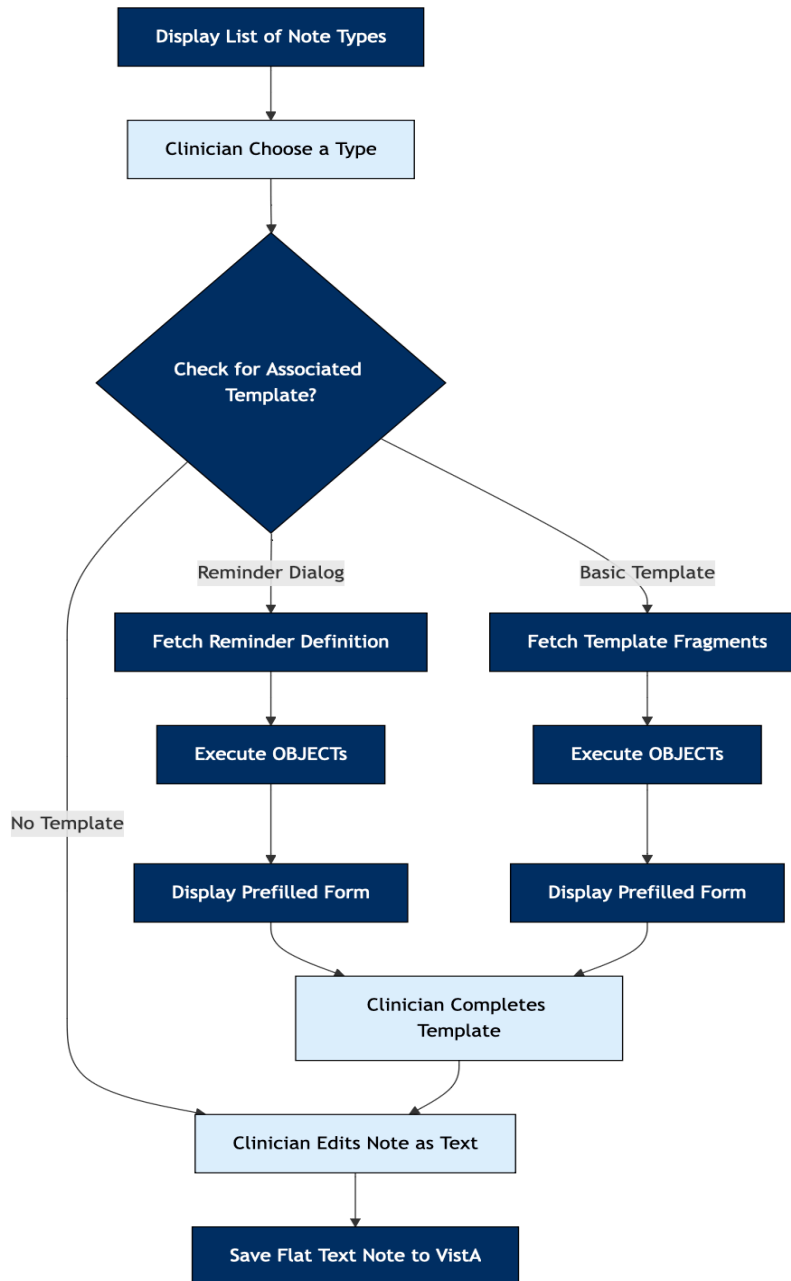 Display List of Note Types
Clinician Choose a Type
Check for Associated
Template?
Reminder Dialog
Basic Template
Fetch Reminder Definition
Fetch Template Fragments
Execute OBJECTs
Execute OBJECTs
No Template
Display Prefilled Form
Display Prefilled Form
Clinician Completes
Template
Clinician Edits Note as Text
Save Flat Text Note to VistA